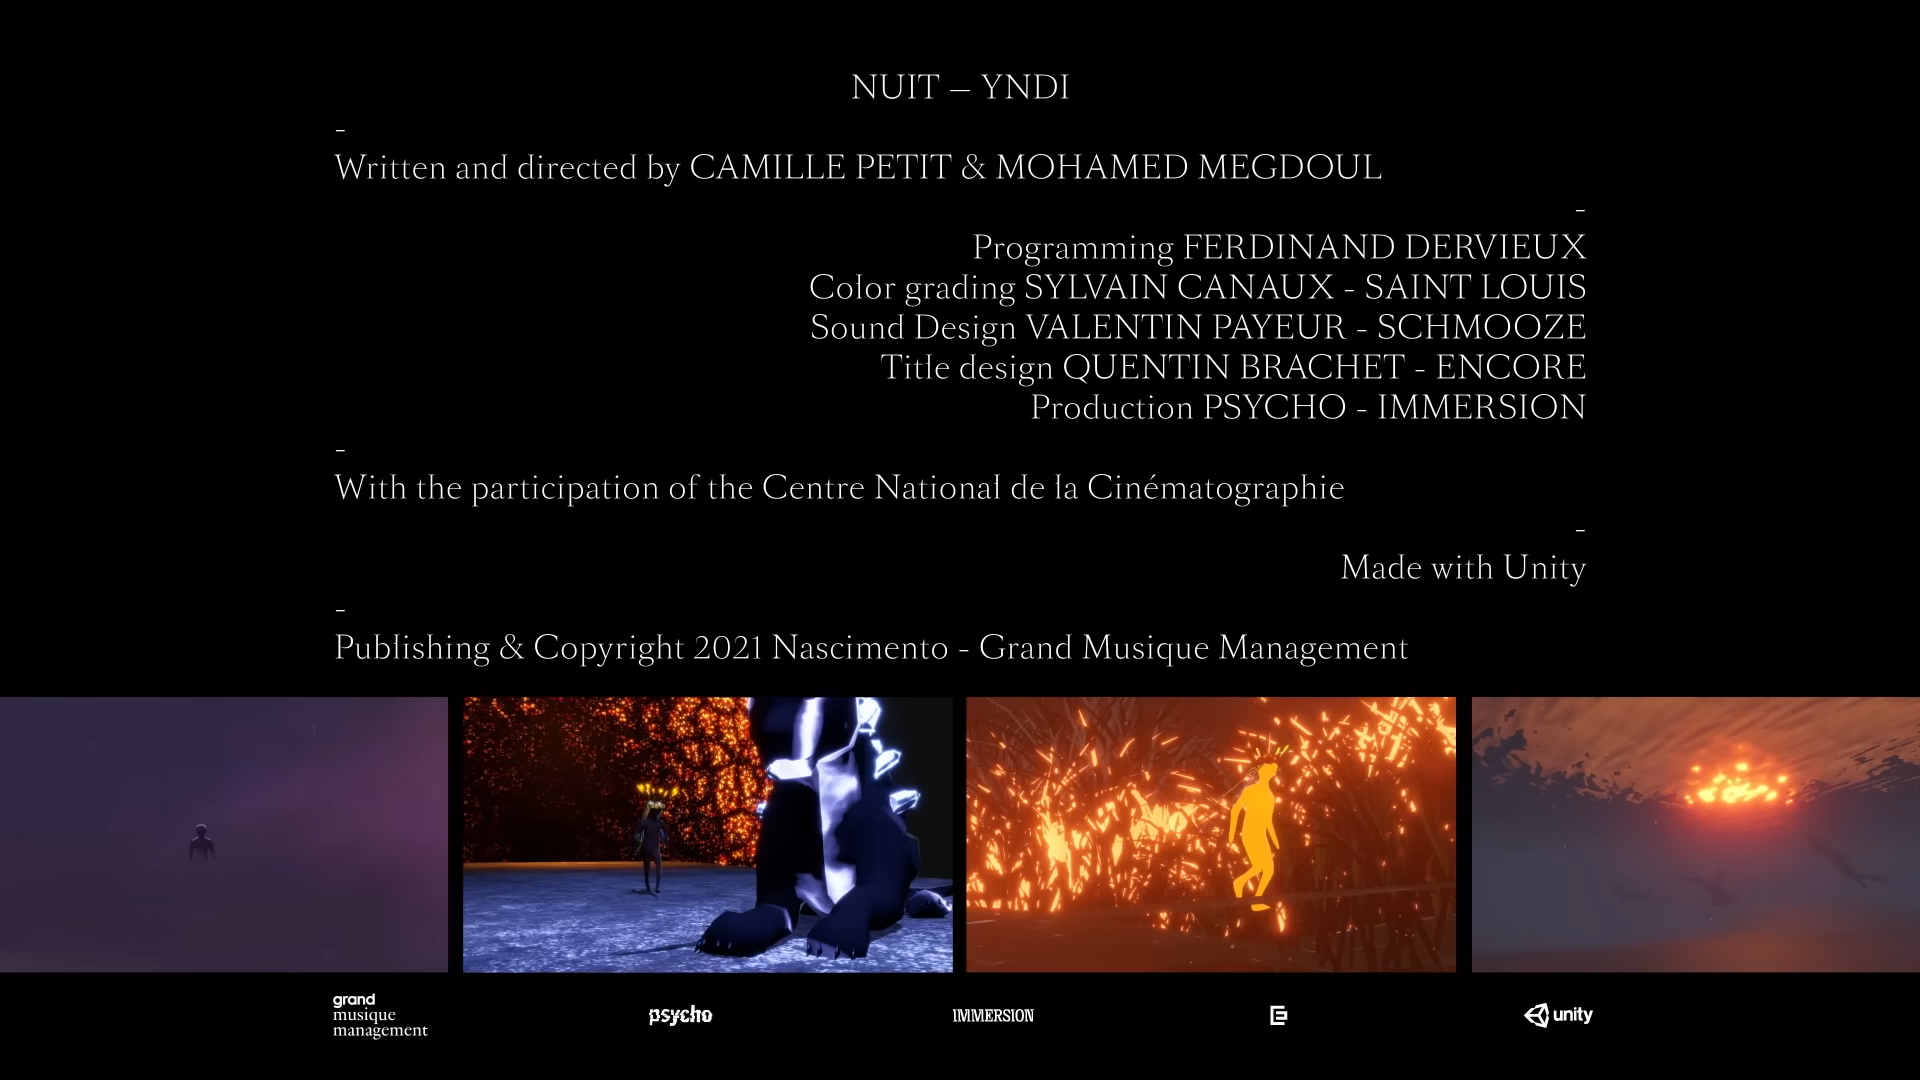 NUIT – YNDI
-
Written and directed by CAMILLE PETIT & MOHAMED MEGDOUL
-
Programming FERDINAND DERVIEUX
Color grading SYLVAIN CANAUX - SAINT LOUIS
Sound Design VALENTIN PAYEUR - SCHMOOZE
Title design QUENTIN BRACHET - ENCORE
Production PSYCHO - IMMERSION
-
With the participation of the Centre National de la Cinématographie
-
Made with Unity
-
Publishing & Copyright 2021 Nascimento - Grand Musique Management
grand
musique
management
psycho
IMMERSION
E
unity